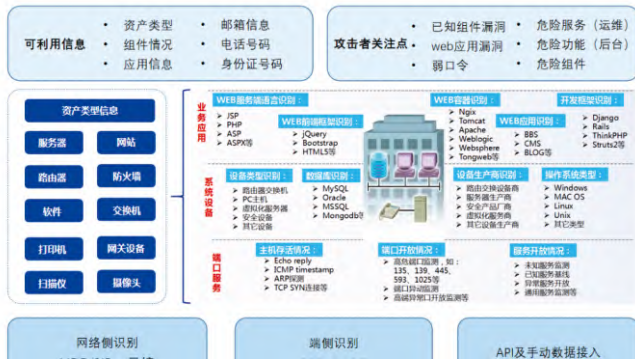 可利用信息
• 资产类型
• 组件情况
• 应用信息
• 邮箱信息
• 电话号码
• 身份证号码
攻击者关注点
• 已知组件漏洞
• web应用漏洞
• 弱口令
• 危险服务（运维）
• 危险功能（后台）
• 危险组件
资产类型信息
服务器
网站
路由器
防火墙
软件
交换机
打印机
网关设备
扫描仪
摄像头
业务应用
WEB服务端语言识别：
➢ JSP
➢ PHP
➢ ASP
➢ ASPX等
WEB前端框架识别：
➢ jQuery
➢ Bootstrap
➢ HTML5等
WEB容器识别：
➢ Ngix
➢ Tomcat
➢ Apache
➢ Weblogic
➢ Websphere
➢ Tongweb等
WEB应用识别：
➢ BBS
➢ CMS
➢ BLOG等
开发框架识别：
➢ Django
➢ Rails
➢ ThinkPHP
➢ Struts2等
系统设备
设备类型识别：
➢ 路由器交换机
➢ PC主机
➢ 虚拟化服务器
➢ 安全设备
➢ 其它设备
数据库识别：
➢ MySQL
➢ Oracle
➢ MSSQL
➢ Mongodb等
设备生产商识别：
➢ 路由交换设备商
➢ 服务器生产商
➢ 安全产品厂商
➢ 虚拟化服务商
➢ 其它设备生产商
操作系统类型：
➢ Windows
➢ MAC OS
➢ Linux
➢ Unix
➢ 其它类型
端口服务
主机存活情况：
➢ Echo reply
➢ ICMP timestamp
➢ ARP探测
➢ TCP SYN连接等
端口开放情况：
➢ 高危端口监测，如：
135、139、445、
593、1025等
➢ 端口异动监测
➢ 高端异常口开放监测等
服务开放情况：
➢ 未知服务监测
➢ 已知服务基线
➢ 异常服务开放
➢ 通用服务监测等
网络侧识别
端侧识别
API及手动数据接入